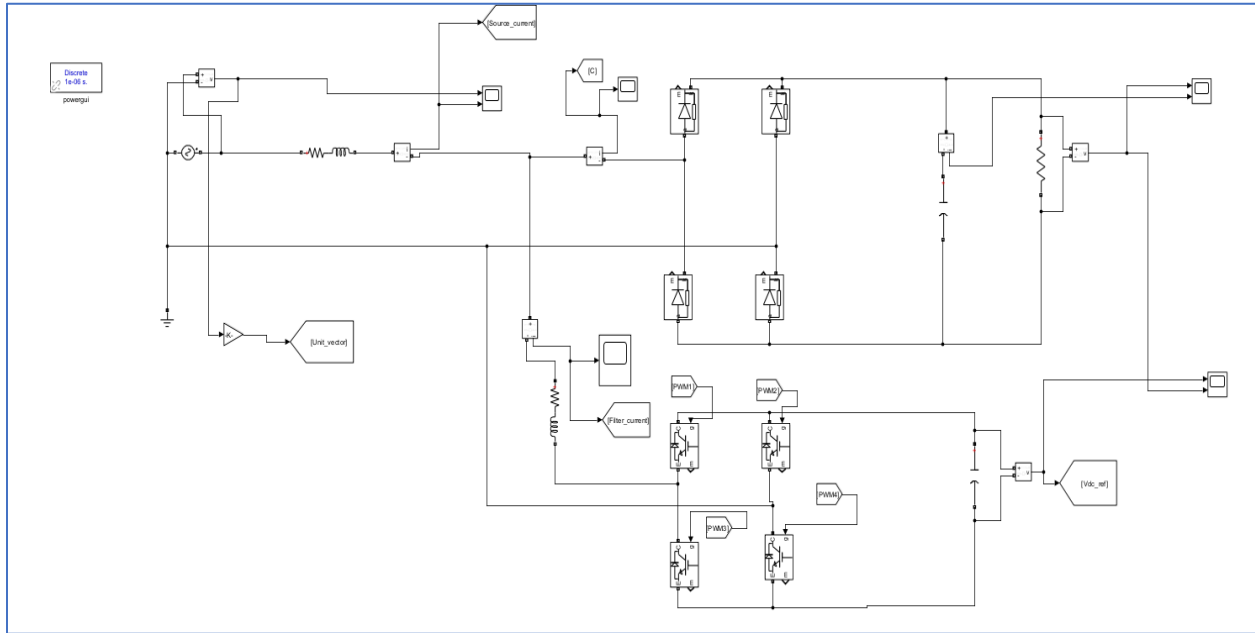 [Source_current]
[C]
Discrete
1e-06 s.
powergui
-K-
[Unit_vector]
[Filter_current]
[PWM1]
[PWM2]
[PWM4]
[PWM3]
[Vdc_ref]